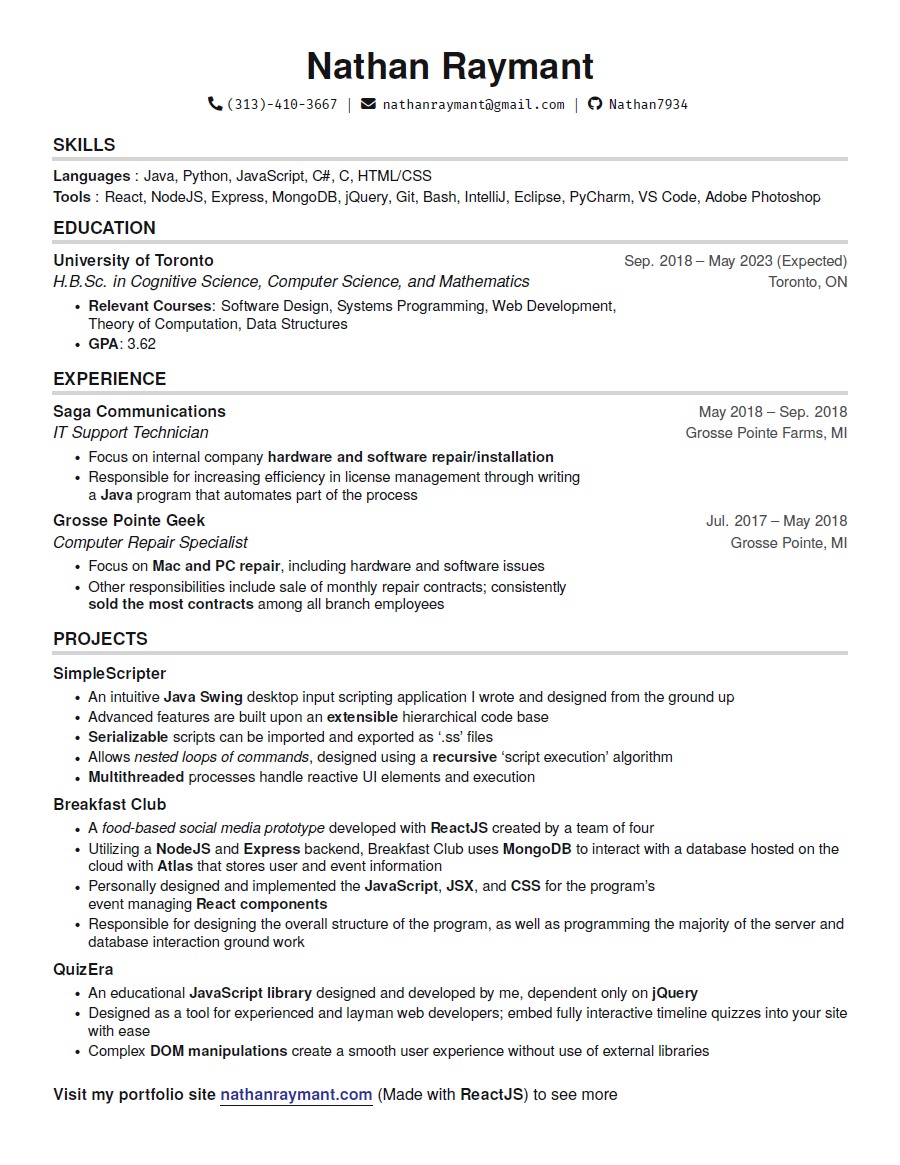 Nathan Raymant
(313)-410-3667 | nathanraymant@gmail.com | Nathan7934
SKILLS
Languages : Java, Python, JavaScript, C#, C, HTML/CSS
Tools : React, NodeJS, Express, MongoDB, jQuery, Git, Bash, IntelliJ, Eclipse, PyCharm, VS Code, Adobe Photoshop
EDUCATION
University of Toronto Sep. 2018 – May 2023 (Expected)
H.B.Sc. in Cognitive Science, Computer Science, and Mathematics Toronto, ON
• Relevant Courses: Software Design, Systems Programming, Web Development,
Theory of Computation, Data Structures
• GPA: 3.62
EXPERIENCE
Saga Communications May 2018 – Sep. 2018
IT Support Technician Grosse Pointe Farms, MI
• Focus on internal company hardware and software repair/installation
• Responsible for increasing efficiency in license management through writing
a Java program that automates part of the process
Grosse Pointe Geek Jul. 2017 – May 2018
Computer Repair Specialist Grosse Pointe, MI
• Focus on Mac and PC repair, including hardware and software issues
• Other responsibilities include sale of monthly repair contracts; consistently
sold the most contracts among all branch employees
PROJECTS
SimpleScripter
• An intuitive Java Swing desktop input scripting application I wrote and designed from the ground up
• Advanced features are built upon an extensible hierarchical code base
• Serializable scripts can be imported and exported as ‘.ss’ files
• Allows nested loops of commands, designed using a recursive ‘script execution’ algorithm
• Multithreaded processes handle reactive UI elements and execution
Breakfast Club
• A food-based social media prototype developed with ReactJS created by a team of four
• Utilizing a NodeJS and Express backend, Breakfast Club uses MongoDB to interact with a database hosted on the
cloud with Atlas that stores user and event information
• Personally designed and implemented the JavaScript, JSX, and CSS for the program’s
event managing React components
• Responsible for designing the overall structure of the program, as well as programming the majority of the server and
database interaction ground work
QuizEra
• An educational JavaScript library designed and developed by me, dependent only on jQuery
• Designed as a tool for experienced and layman web developers; embed fully interactive timeline quizzes into your site
with ease
• Complex DOM manipulations create a smooth user experience without use of external libraries
Visit my portfolio site nathanraymant.com (Made with ReactJS) to see more